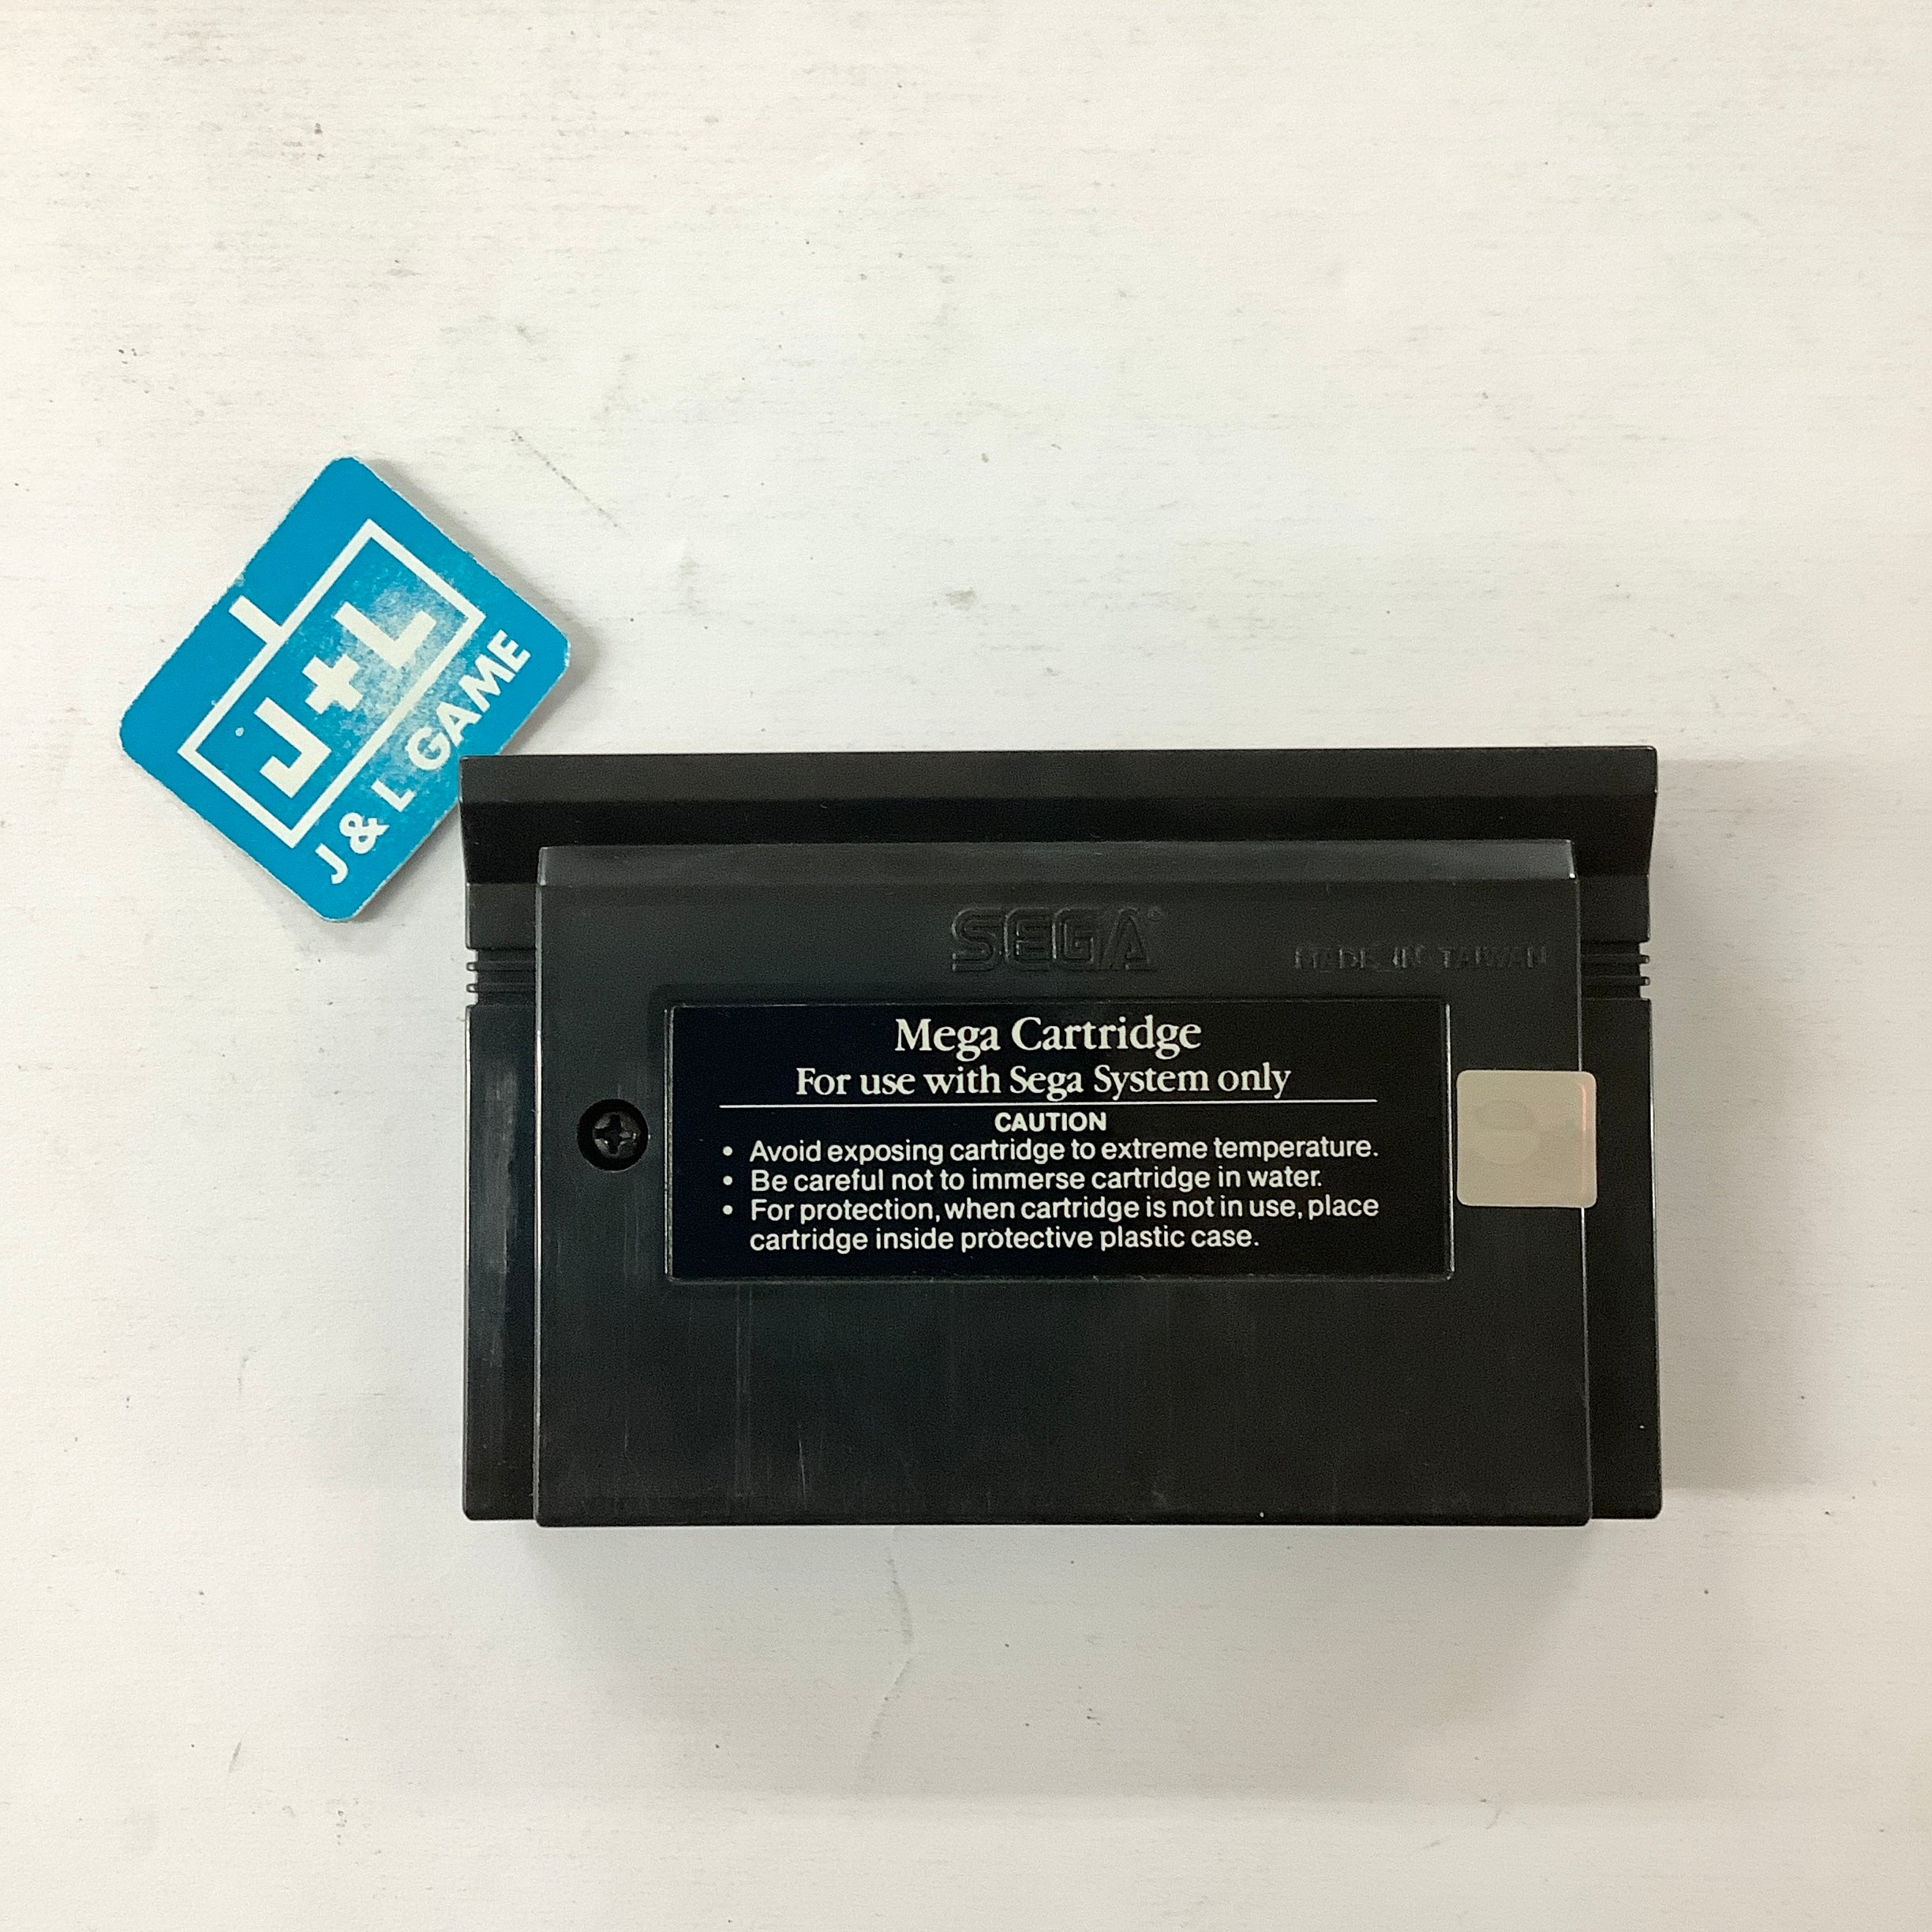 J+L
J & L GAME
SEGA
MADE IN TAIWAN
Mega Cartridge
For use with Sega System only
CAUTION
• Avoid exposing cartridge to extreme temperature.
• Be careful not to immerse cartridge in water.
• For protection, when cartridge is not in use, place
cartridge inside protective plastic case.